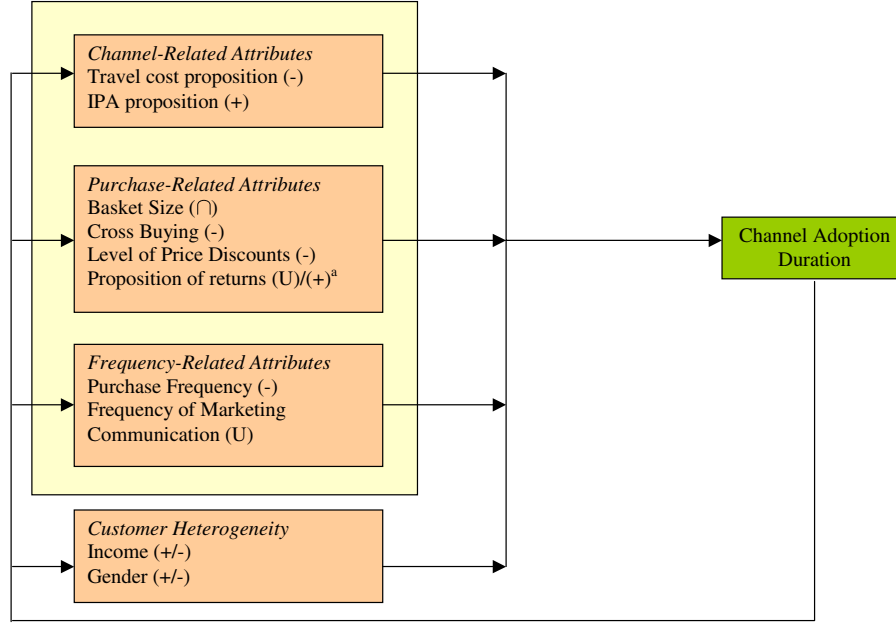 Channel-Related Attributes
Travel cost proposition (-)
IPA proposition (+)
Purchase-Related Attributes
Basket Size (∩)
Cross Buying (-)
Level of Price Discounts (-)
Proposition of returns (U)/(+)ᵃ
Frequency-Related Attributes
Purchase Frequency (-)
Frequency of Marketing
Communication (U)
Customer Heterogeneity
Income (+/-)
Gender (+/-)
Channel Adoption
Duration